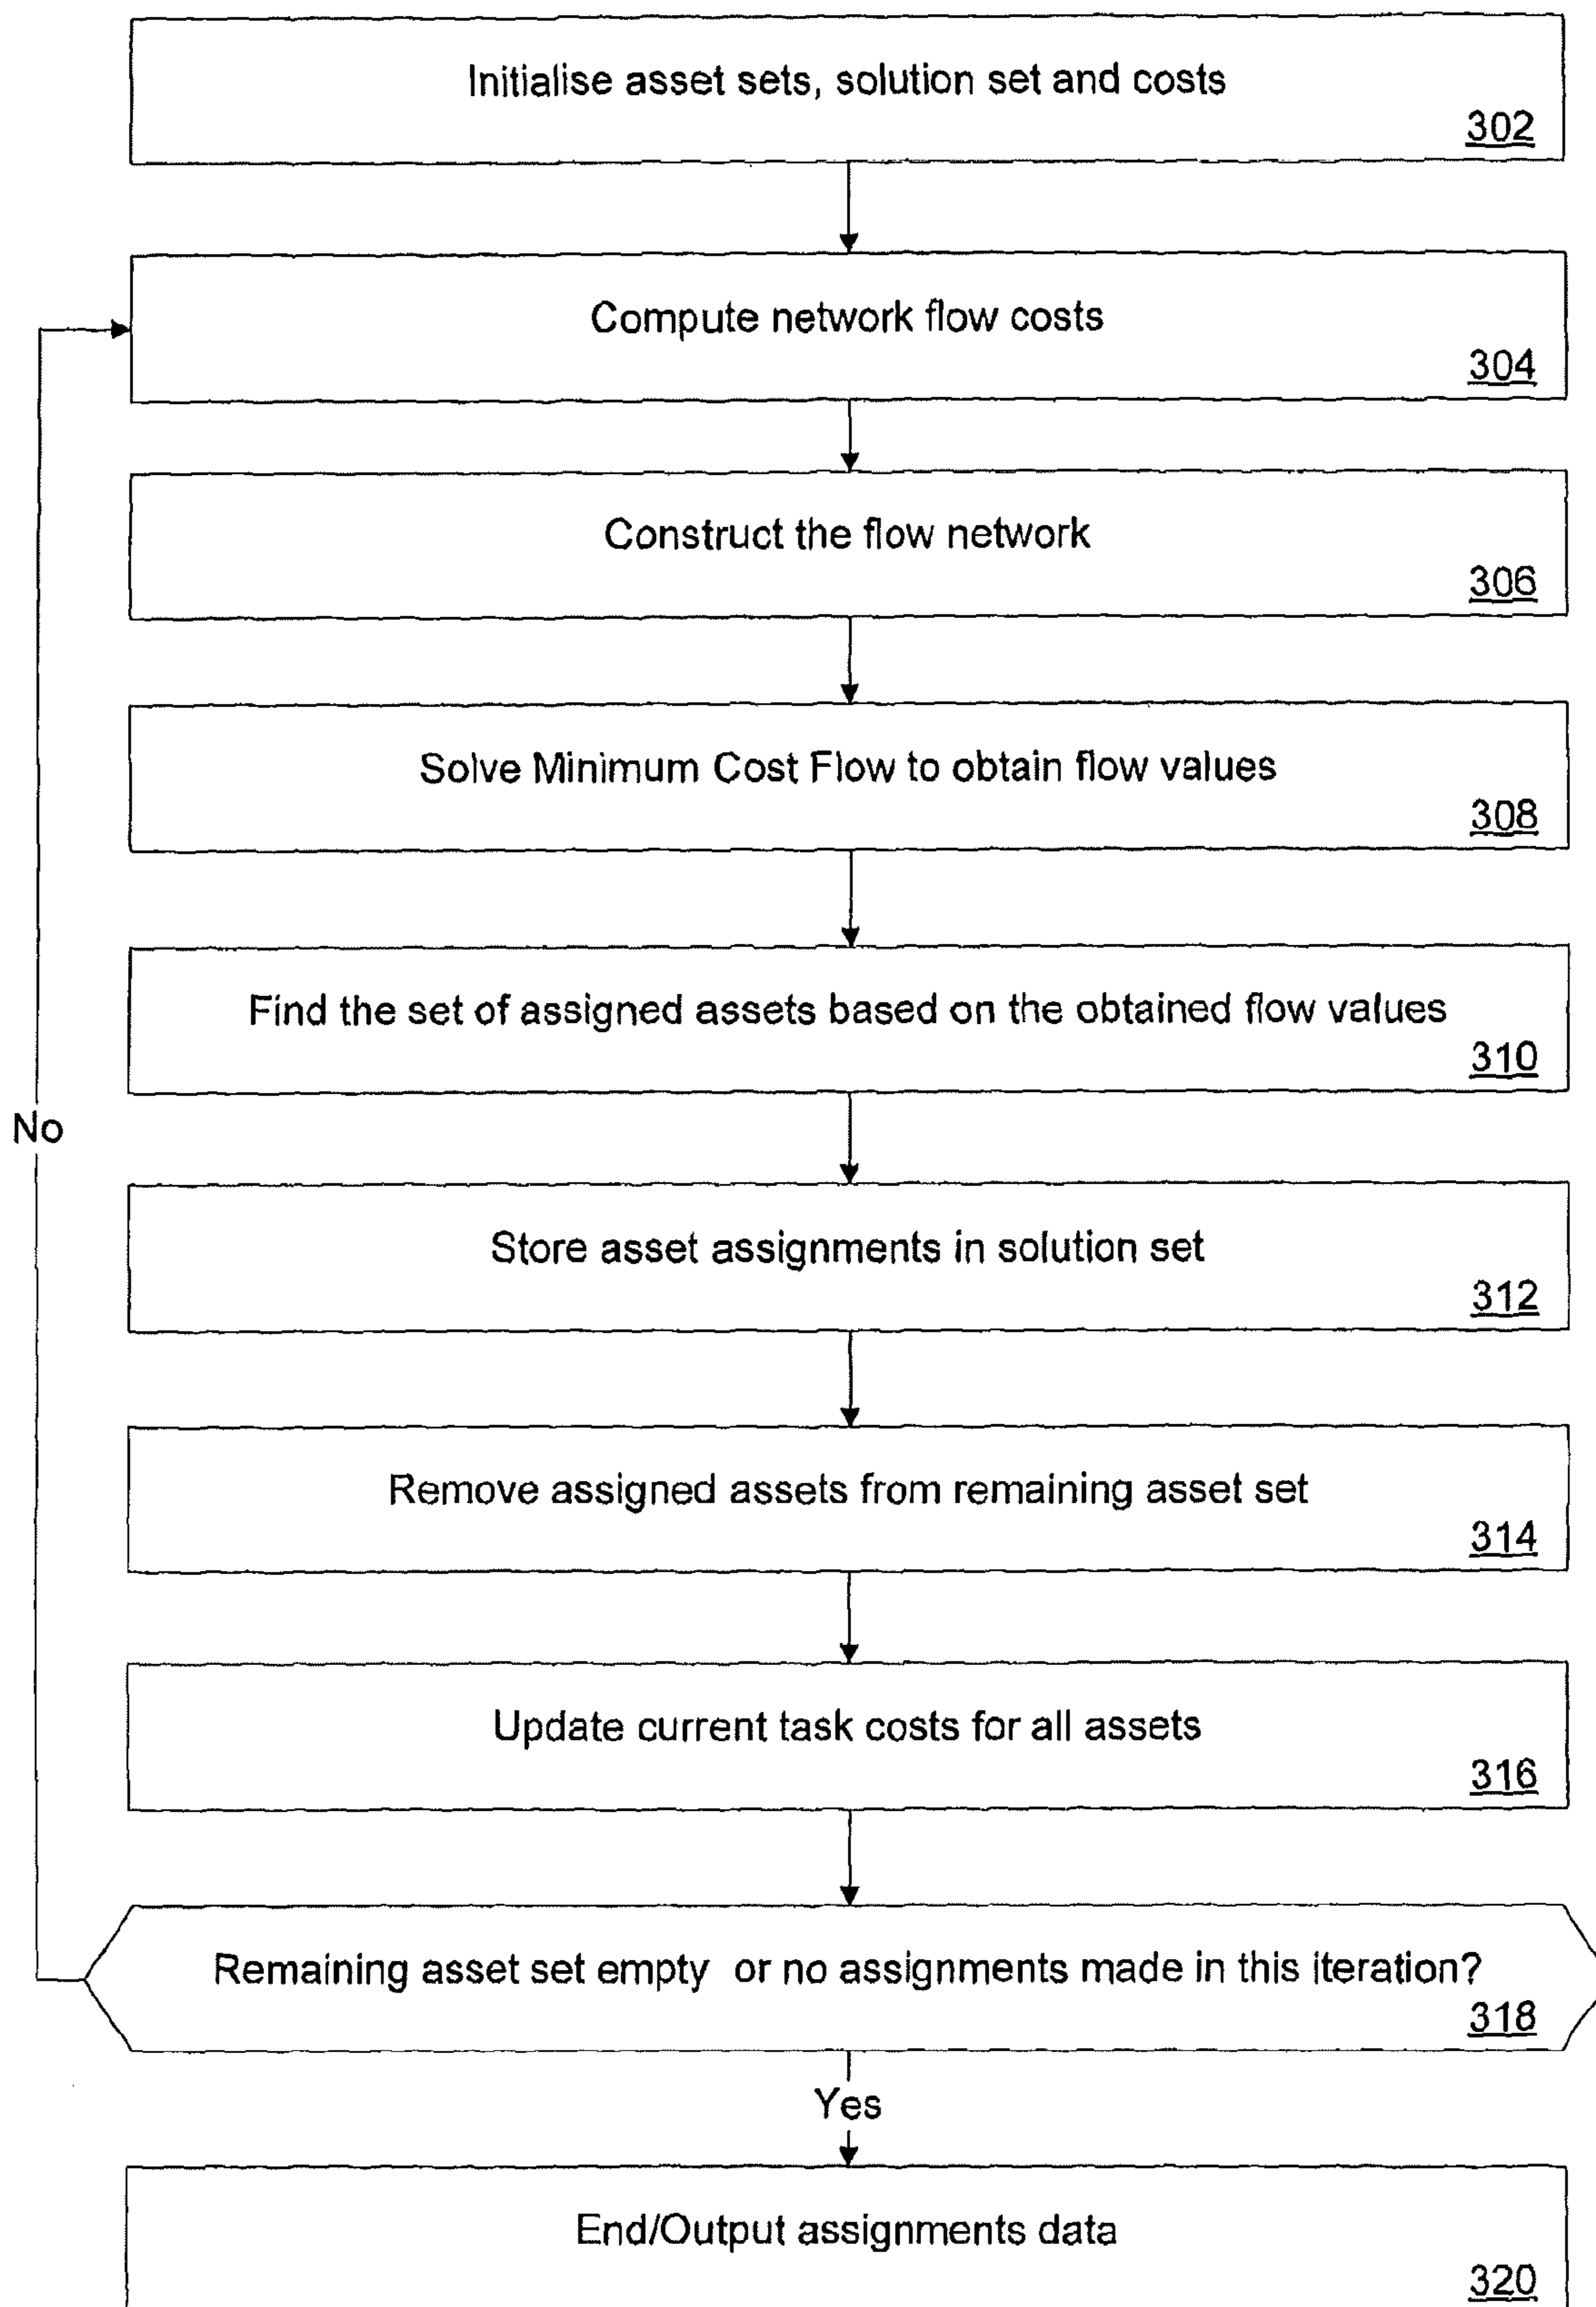 Initialise asset sets, solution set and costs
302
Compute network flow costs
304
Construct the flow network
306
Solve Minimum Cost Flow to obtain flow values
308
Find the set of assigned assets based on the obtained flow values
310
No
Store asset assignments in solution set
312
Remove assigned assets from remaining asset set
314
Update current task costs for all assets
316
Remaining asset set empty or no assignments made in this iteration?
318
Yes
End/Output assignments data
320